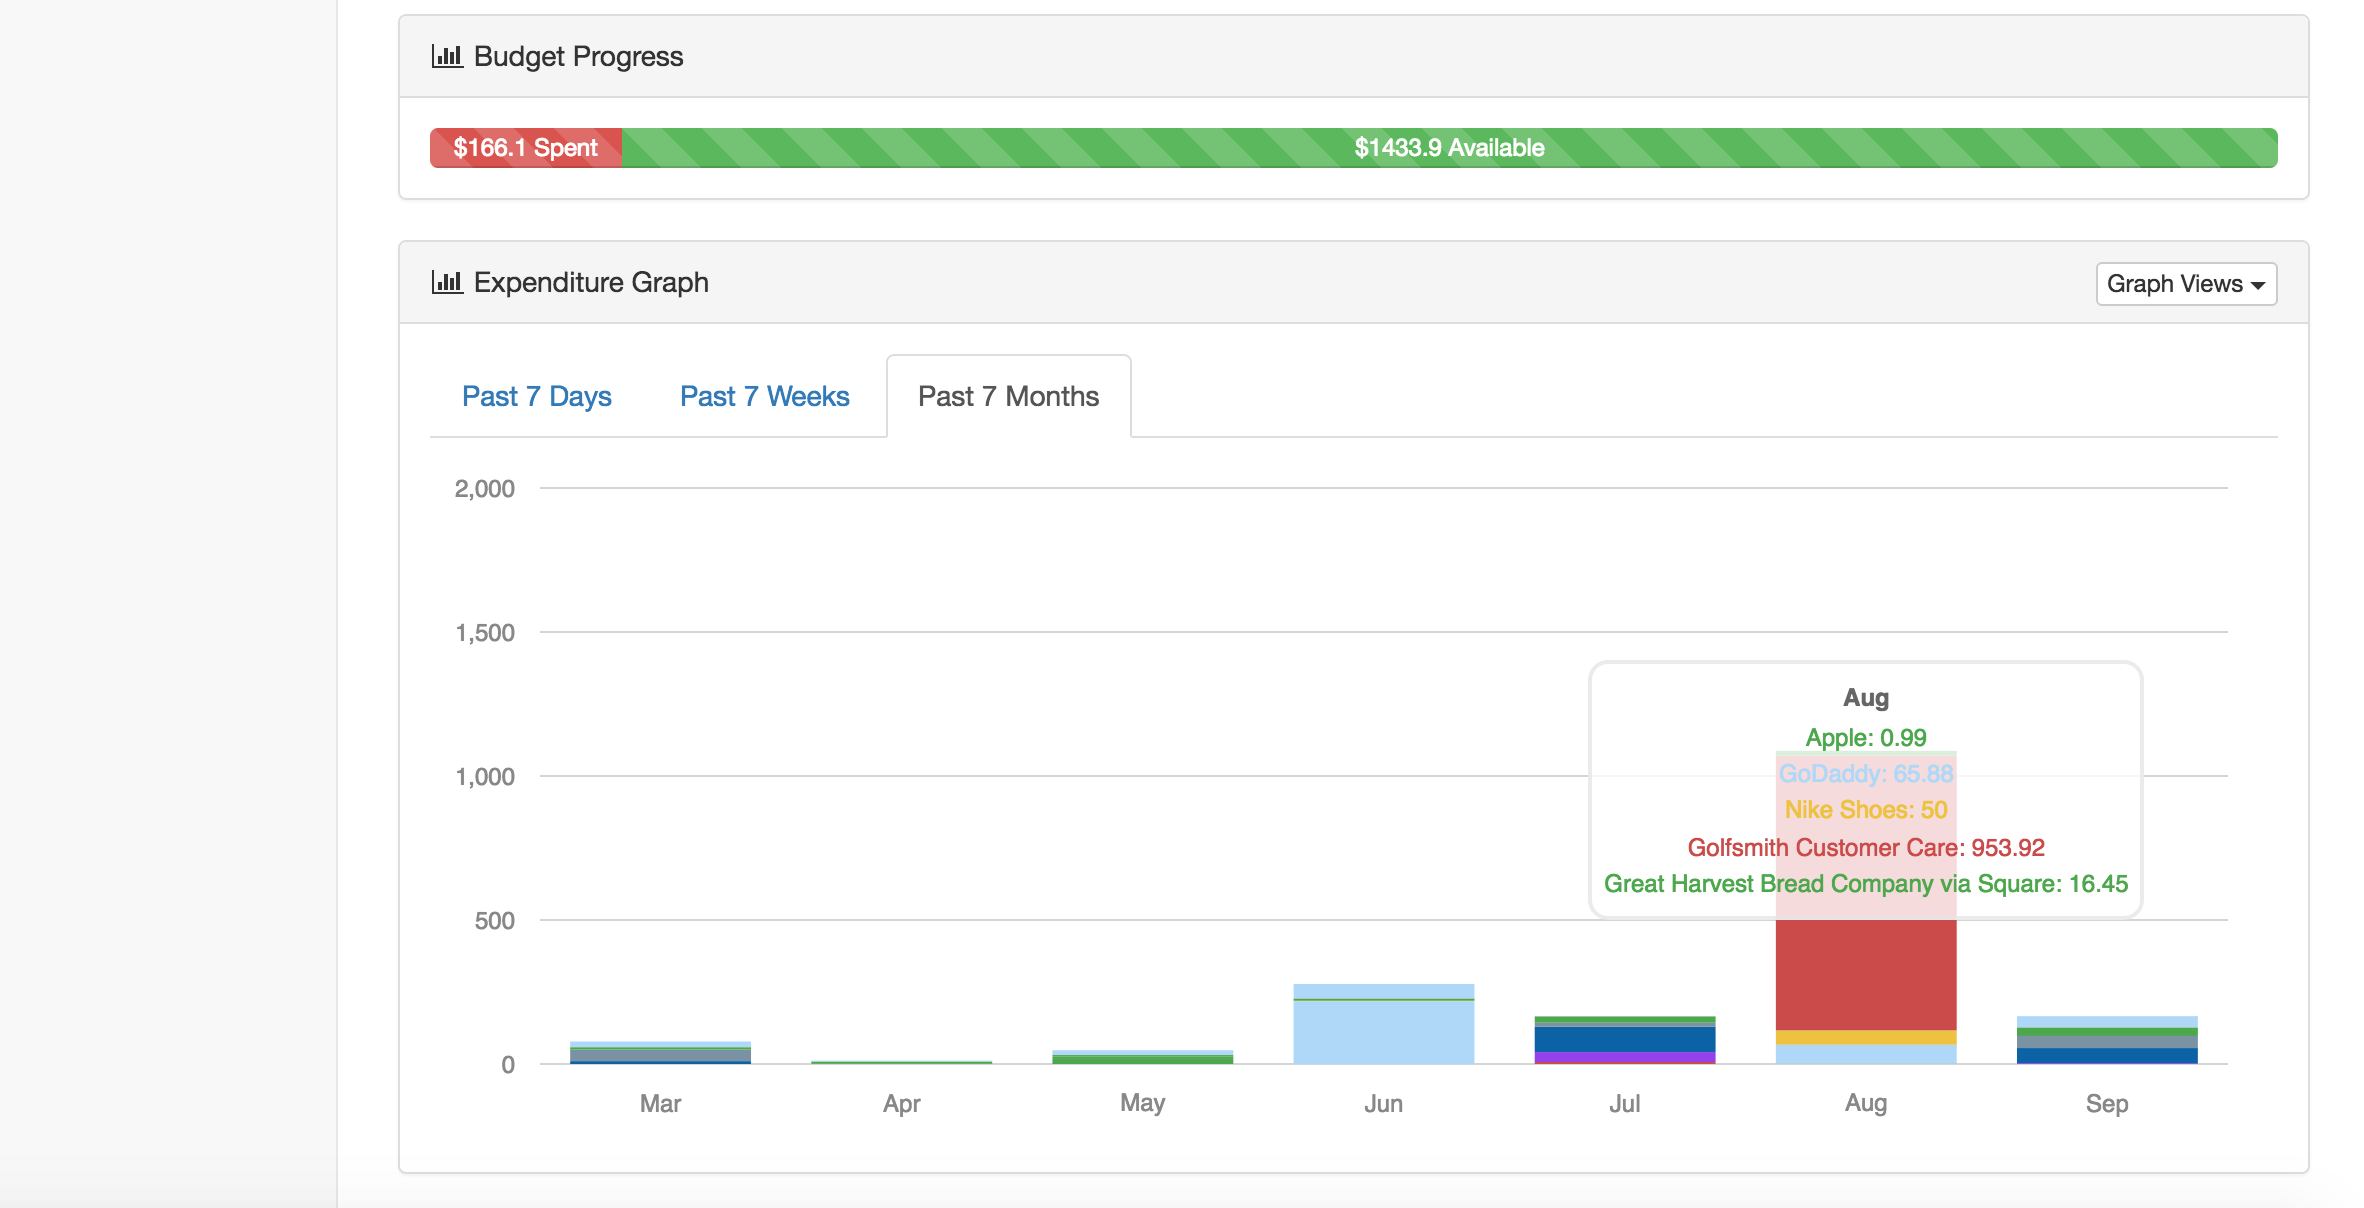 Budget Progress
$166.1 Spent
$1433.9 Available
Expenditure Graph
Graph Views
Past 7 Days
Past 7 Weeks
Past 7 Months
2,000
1,500
1,000
500
0
Aug
Apple: 0.99
GoDaddy: 65.88
Nike Shoes: 50
Golfsmith Customer Care: 953.92
Great Harvest Bread Company via Square: 16.45
Mar
Apr
May
Jun
Jul
Aug
Sep